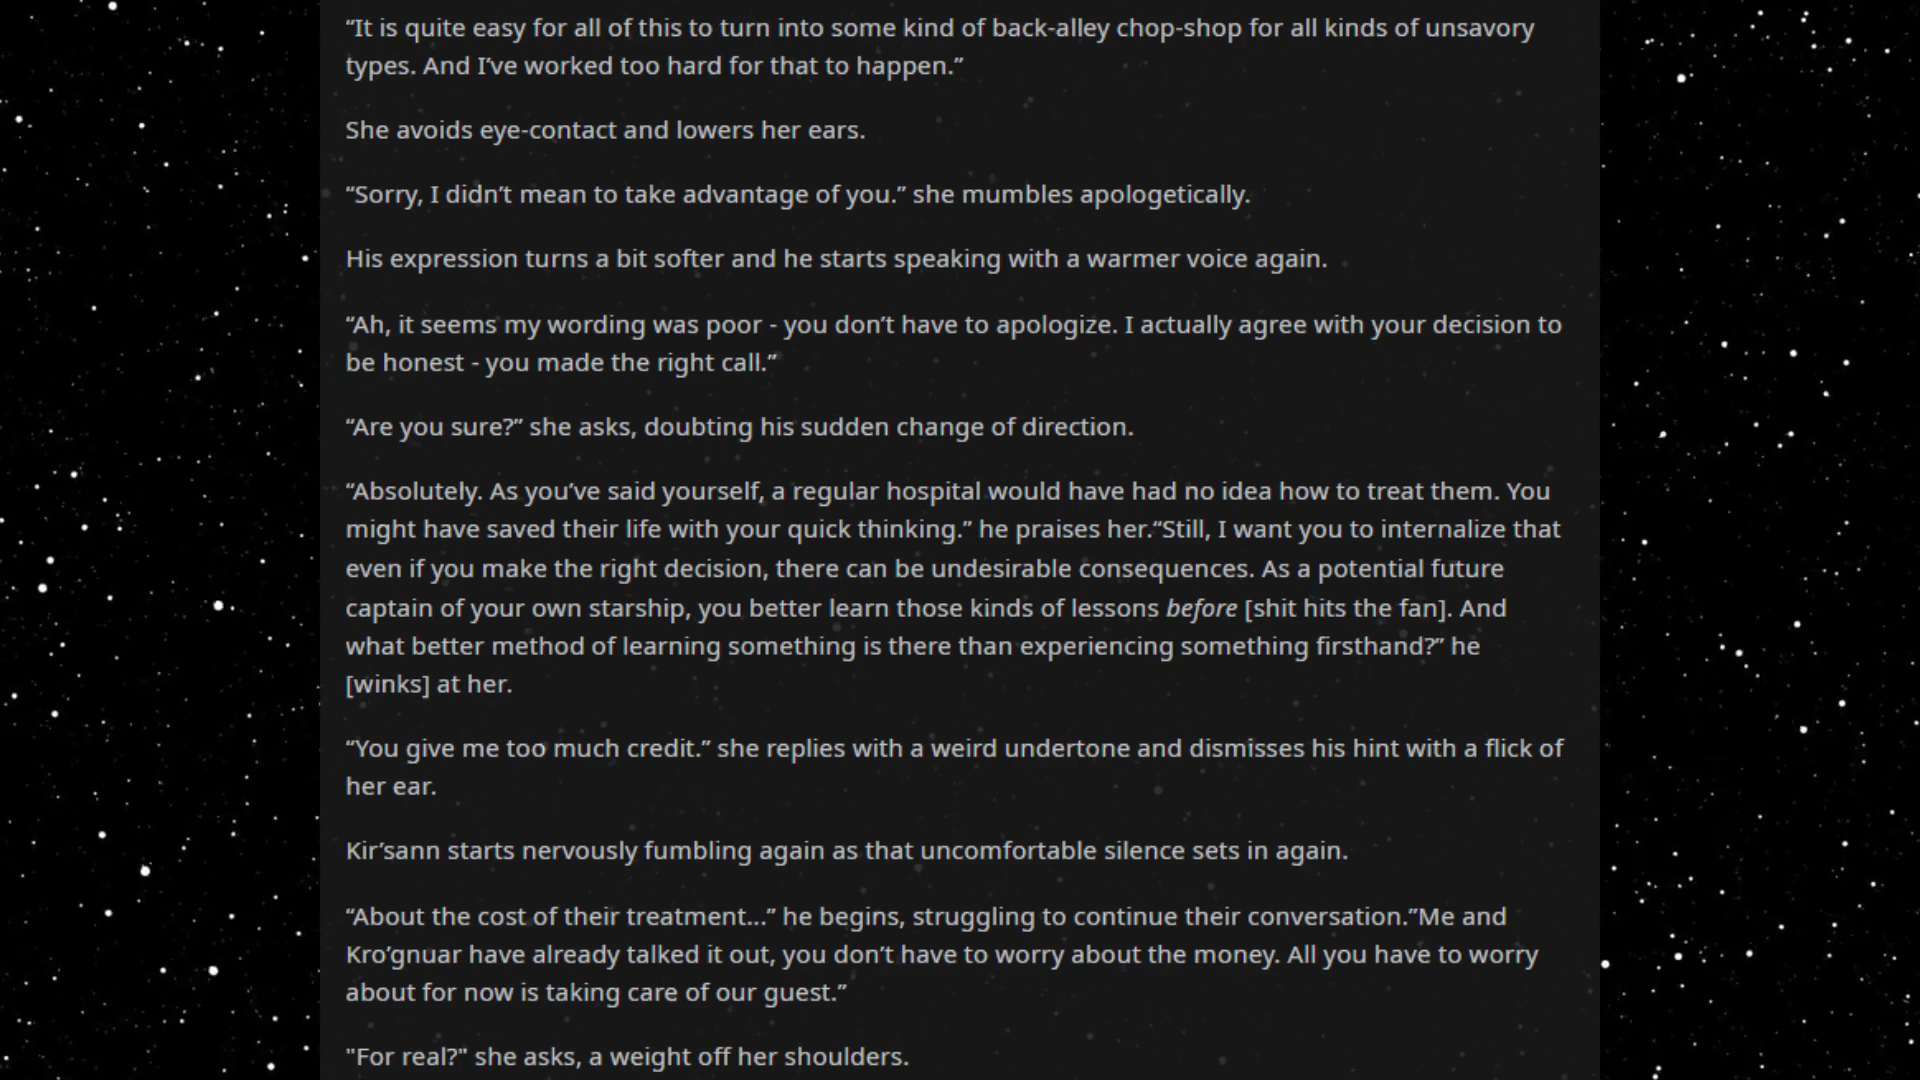 “It is quite easy for all of this to turn into some kind of back-alley chop-shop for all kinds of unsavory
types. And I’ve worked too hard for that to happen.”
She avoids eye-contact and lowers her ears.
“Sorry, I didn’t mean to take advantage of you.” she mumbles apologetically.
His expression turns a bit softer and he starts speaking with a warmer voice again.
“Ah, it seems my wording was poor - you don’t have to apologize. I actually agree with your decision to
be honest - you made the right call.”
“Are you sure?” she asks, doubting his sudden change of direction.
“Absolutely. As you’ve said yourself, a regular hospital would have had no idea how to treat them. You
might have saved their life with your quick thinking.” he praises her.“Still, I want you to internalize that
even if you make the right decision, there can be undesirable consequences. As a potential future
captain of your own starship, you better learn those kinds of lessons before [shit hits the fan]. And
what better method of learning something is there than experiencing something firsthand?” he
[winks] at her.
“You give me too much credit.” she replies with a weird undertone and dismisses his hint with a flick of
her ear.
Kir’sann starts nervously fumbling again as that uncomfortable silence sets in again.
“About the cost of their treatment…” he begins, struggling to continue their conversation.”Me and
Kro’gnuar have already talked it out, you don’t have to worry about the money. All you have to worry
about for now is taking care of our guest.”
"For real?" she asks, a weight off her shoulders.